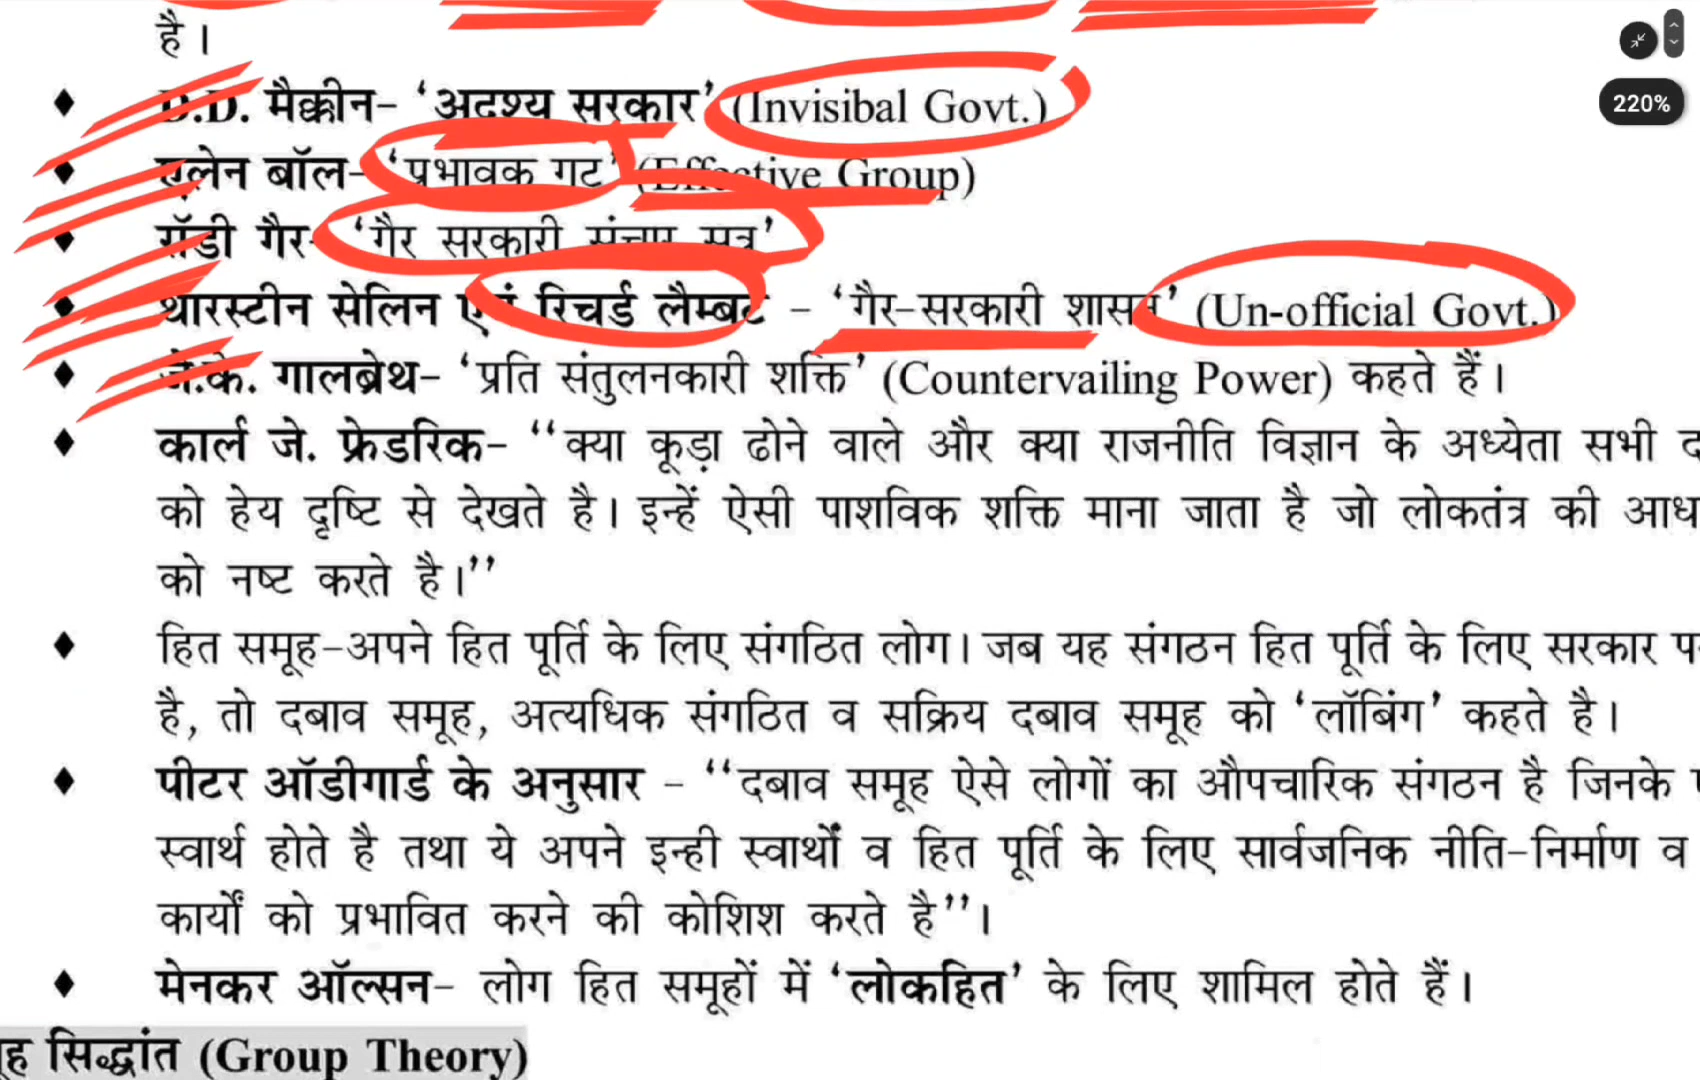 है।
220%
D.D. मैक्कीन– ‘अदृश्य सरकार’ (Invisibal Govt.)
एलेन बॉल– ‘प्रभावक गुट’ (Effective Group)
रॉडी गैर– ‘गैर सरकारी संचार सूत्र’
थारस्टीन सेलिन एवं रिचर्ड लैम्बर्ट – ‘गैर–सरकारी शासन’ (Un-official Govt.)
जे.के. गालब्रेथ– ‘प्रति संतुलनकारी शक्ति’ (Countervailing Power) कहते हैं।
कार्ल जे. फ्रेडरिक– ‘‘क्या कूड़ा ढोने वाले और क्या राजनीति विज्ञान के अध्येता सभी
को हेय दृष्टि से देखते है। इन्हें ऐसी पाशविक शक्ति माना जाता है जो लोकतंत्र की
को नष्ट करते है।’’
हित समूह–अपने हित पूर्ति के लिए संगठित लोग। जब यह संगठन हित पूर्ति के लिए सरकार
है, तो दबाव समूह, अत्यधिक संगठित व सक्रिय दबाव समूह को ‘लॉबिंग’ कहते है।
पीटर ऑडीगार्ड के अनुसार – ‘‘दबाव समूह ऐसे लोगों का औपचारिक संगठन है जिनके
स्वार्थ होते है तथा ये अपने इन्ही स्वार्थों व हित पूर्ति के लिए सार्वजनिक नीति–निर्माण व
कार्यों को प्रभावित करने की कोशिश करते है’’।
मेनकर ऑल्सन– लोग हित समूहों में ‘लोकहित’ के लिए शामिल होते हैं।
सिद्धांत (Group Theory)